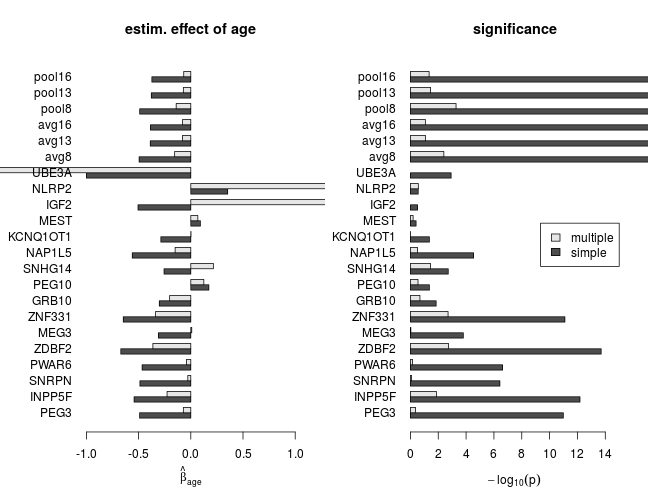 estim. effect of age
pool16
pool13
pool8
avg16
avg13
avg8
UBE3A
NLRP2
IGF2
MEST
KCNQ1OT1
NAP1L5
SNHG14
PEG10
GRB10
ZNF331
MEG3
ZDBF2
PWAR6
SNRPN
INPP5F
PEG3
-1.0 -0.5 0.0 0.5 1.0
β̂age
significance
pool16
pool13
pool8
avg16
avg13
avg8
UBE3A
NLRP2
IGF2
MEST
KCNQ1OT1
NAP1L5
SNHG14
PEG10
GRB10
ZNF331
MEG3
ZDBF2
PWAR6
SNRPN
INPP5F
PEG3
multiple
simple
0 2 4 6 8 10 12 14
−log10(p)